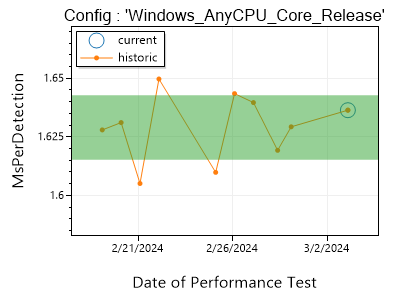 Config : 'Windows_AnyCPU_Core_Release'
current
historic
1.65
1.625
1.6
MsPerDetection
2/21/2024
2/26/2024
3/2/2024
Date of Performance Test